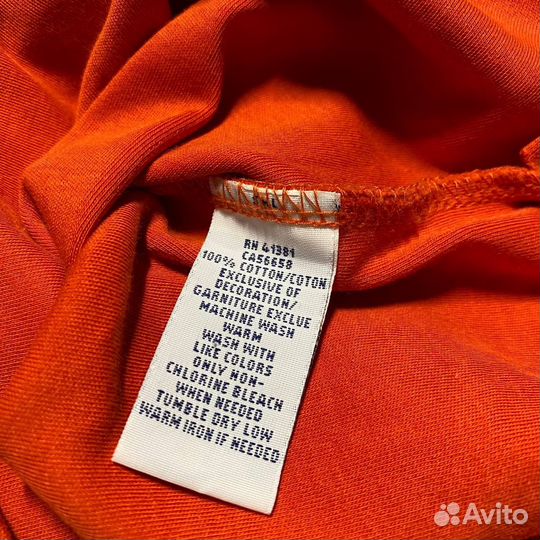 RN 41381
CA56658
100% COTTON/COTON
EXCLUSIVE OF
DECORATION/
GARNITURE EXCLUE
MACHINE WASH
WARM
WASH WITH
LIKE COLORS
ONLY NON-
CHLORINE BLEACH
WHEN NEEDED
TUMBLE DRY LOW
WARM IRON IF NEEDED
Avito